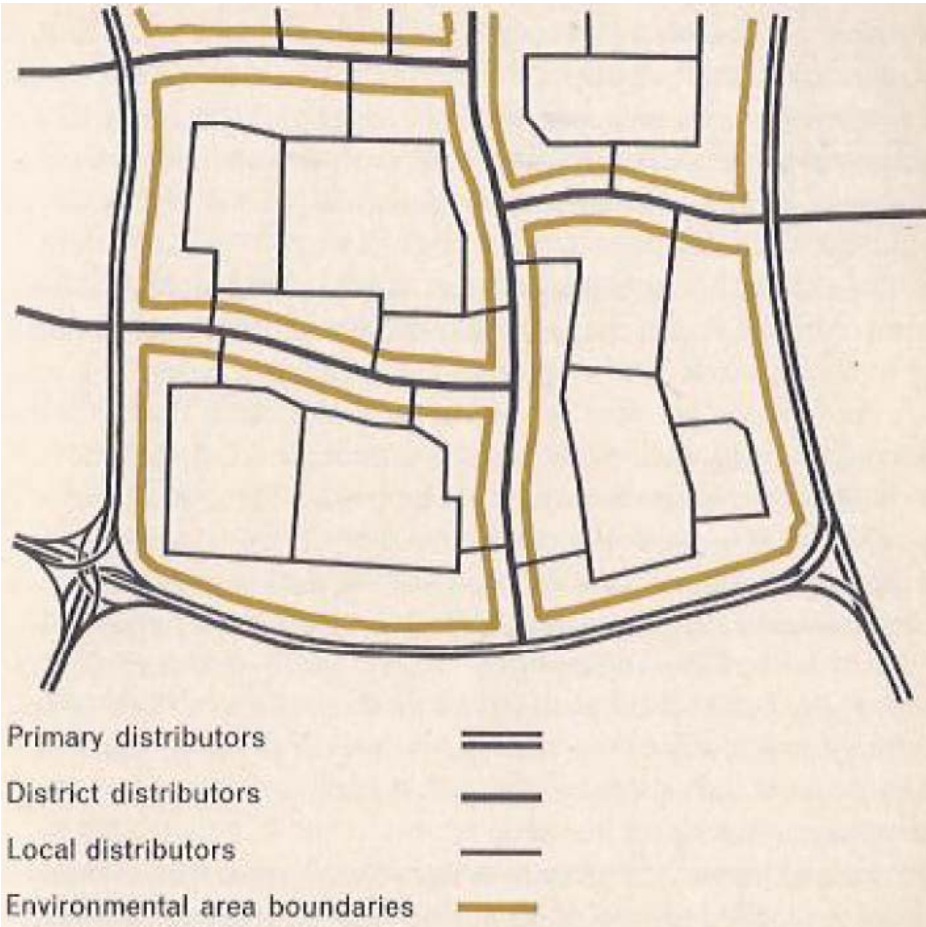 Primary distributors
District distributors
Local distributors
Environmental area boundaries